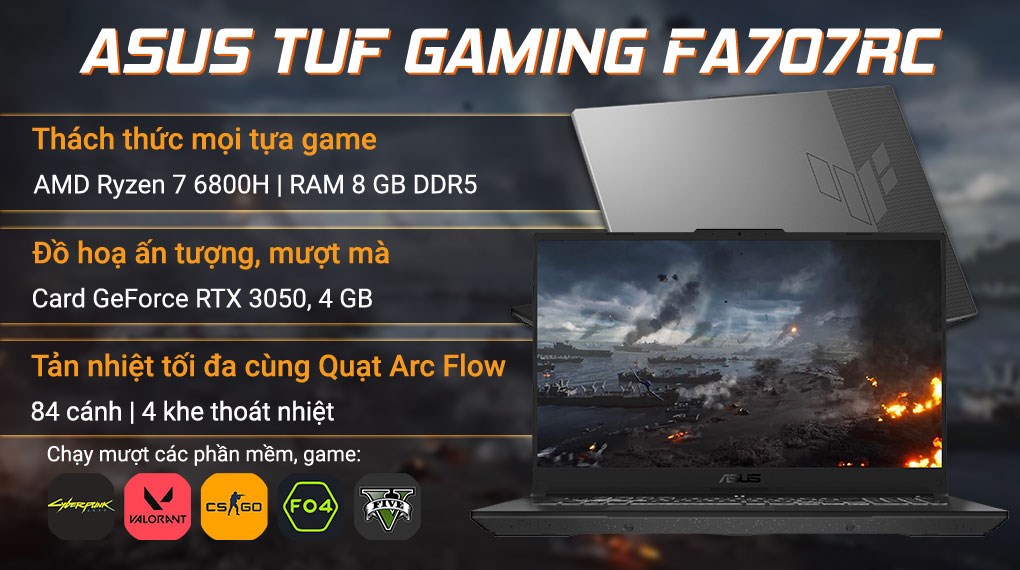 ASUS TUF GAMING FA707RC
Thách thức mọi tựa game
AMD Ryzen 7 6800H | RAM 8 GB DDR5
Đồ hoạ ấn tượng, mượt mà
Card GeForce RTX 3050, 4 GB
Tản nhiệt tối đa cùng Quạt Arc Flow
84 cánh | 4 khe thoát nhiệt
Chạy mượt các phần mềm, game:
CYBERPUNK
VALORANT
CS GO
FO4
V
FIVE
ASUS